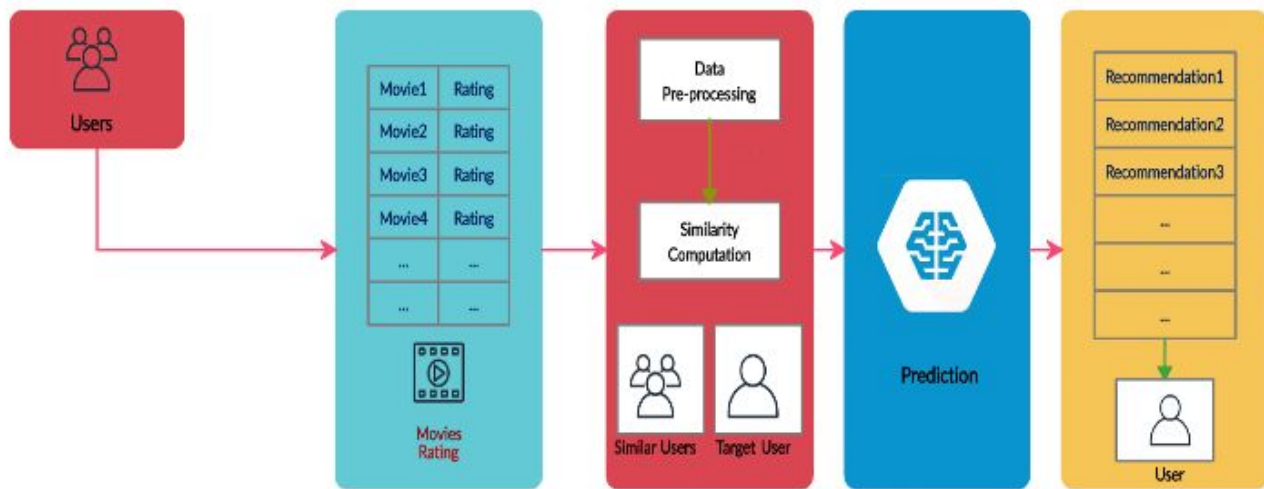 Users
Movie1 Rating
Movie2 Rating
Movie3 Rating
Movie4 Rating
... ...
... ...
Movies
Rating
Data
Pre-processing
Similarity
Computation
Similar Users Target User
Prediction
Recommendation1
Recommendation2
Recommendation3
...
...
...
User